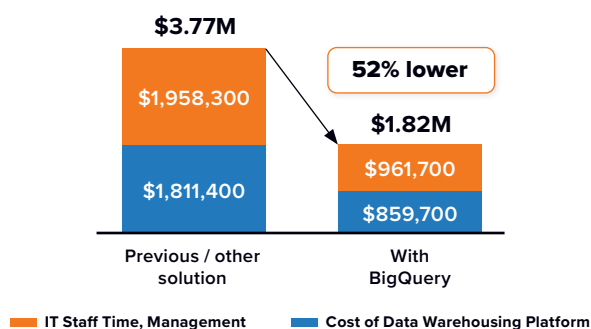 $3.77M
52% lower
$1,958,300
$1.82M
$961,700
$1,811,400
$859,700
Previous / other
solution
With
BigQuery
IT Staff Time, Management
Cost of Data Warehousing Platform